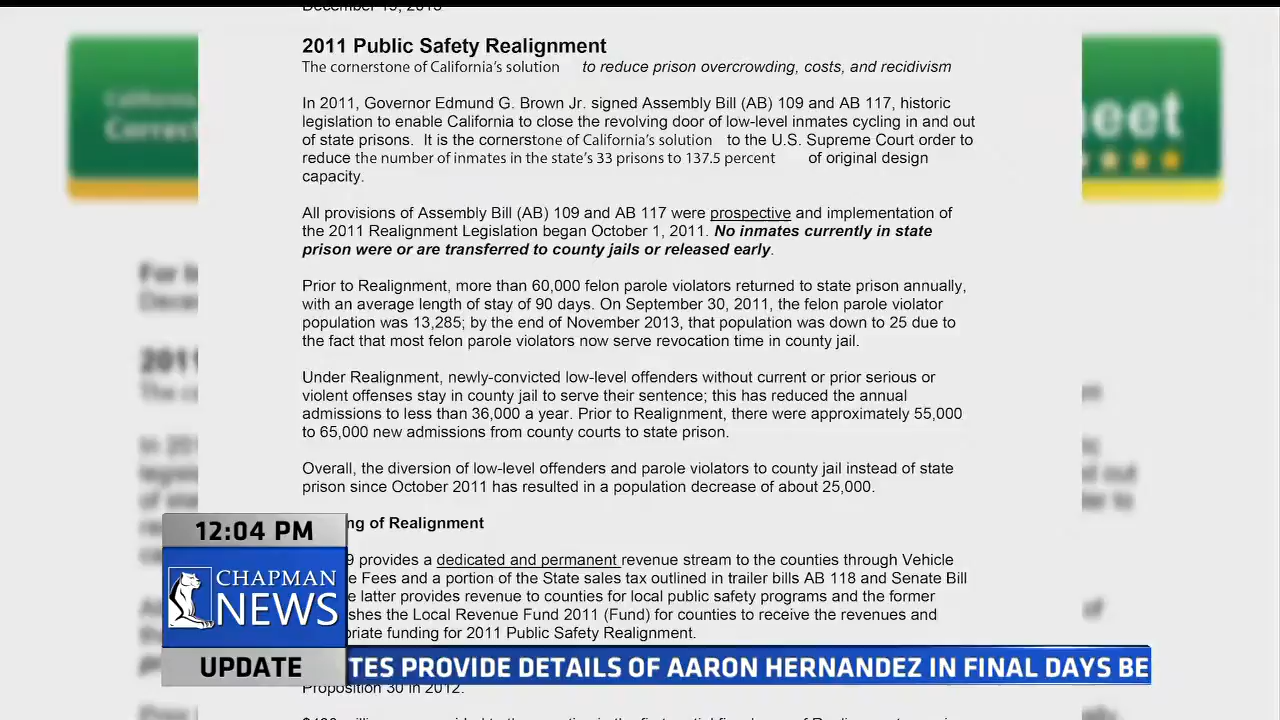 December 19, 2013
2011 Public Safety Realignment
The cornerstone of California's solution to reduce prison overcrowding, costs, and recidivism
In 2011, Governor Edmund G. Brown Jr. signed Assembly Bill (AB) 109 and AB 117, historic
legislation to enable California to close the revolving door of low-level inmates cycling in and out
of state prisons. It is the cornerstone of California's solution to the U.S. Supreme Court order to
reduce the number of inmates in the state's 33 prisons to 137.5 percent of original design
capacity.
All provisions of Assembly Bill (AB) 109 and AB 117 were prospective and implementation of
the 2011 Realignment Legislation began October 1, 2011. No inmates currently in state
prison were or are transferred to county jails or released early.
Prior to Realignment, more than 60,000 felon parole violators returned to state prison annually,
with an average length of stay of 90 days. On September 30, 2011, the felon parole violator
population was 13,285; by the end of November 2013, that population was down to 25 due to
the fact that most felon parole violators now serve revocation time in county jail.
Under Realignment, newly-convicted low-level offenders without current or prior serious or
violent offenses stay in county jail to serve their sentence; this has reduced the annual
admissions to less than 36,000 a year. Prior to Realignment, there were approximately 55,000
to 65,000 new admissions from county courts to state prison.
Overall, the diversion of low-level offenders and parole violators to county jail instead of state
prison since October 2011 has resulted in a population decrease of about 25,000.
ng of Realignment
9 provides a dedicated and permanent revenue stream to the counties through Vehicle
e Fees and a portion of the State sales tax outlined in trailer bills AB 118 and Senate Bill
e latter provides revenue to counties for local public safety programs and the former
shes the Local Revenue Fund 2011 (Fund) for counties to receive the revenues and
priate funding for 2011 Public Safety Realignment.
Proposition 30 in 2012.
12:04 PM
CHAPMAN
NEWS
UPDATE
TES PROVIDE DETAILS OF AARON HERNANDEZ IN FINAL DAYS BE
eet